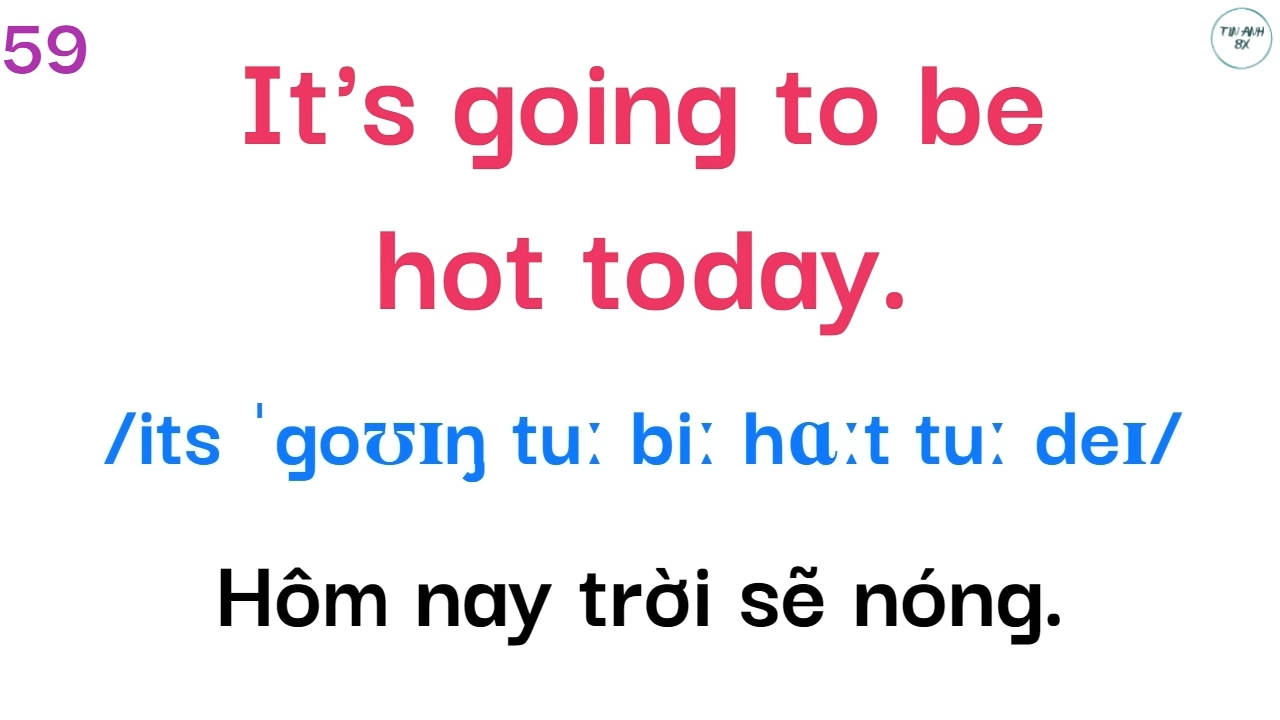 59
TIN ANH
8X
It’s going to be
hot today.
/its ˈgoʊɪŋ tuː biː hɑːt tuː deɪ/
Hôm nay trời sẽ nóng.